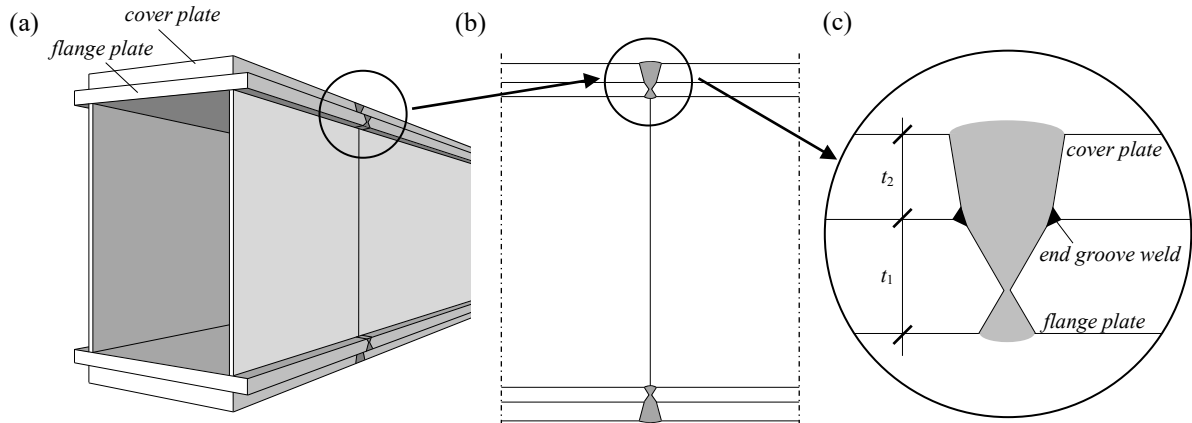 (a)
cover plate
flange plate
(b)
(c)
cover plate
t2
end groove weld
t1
flange plate